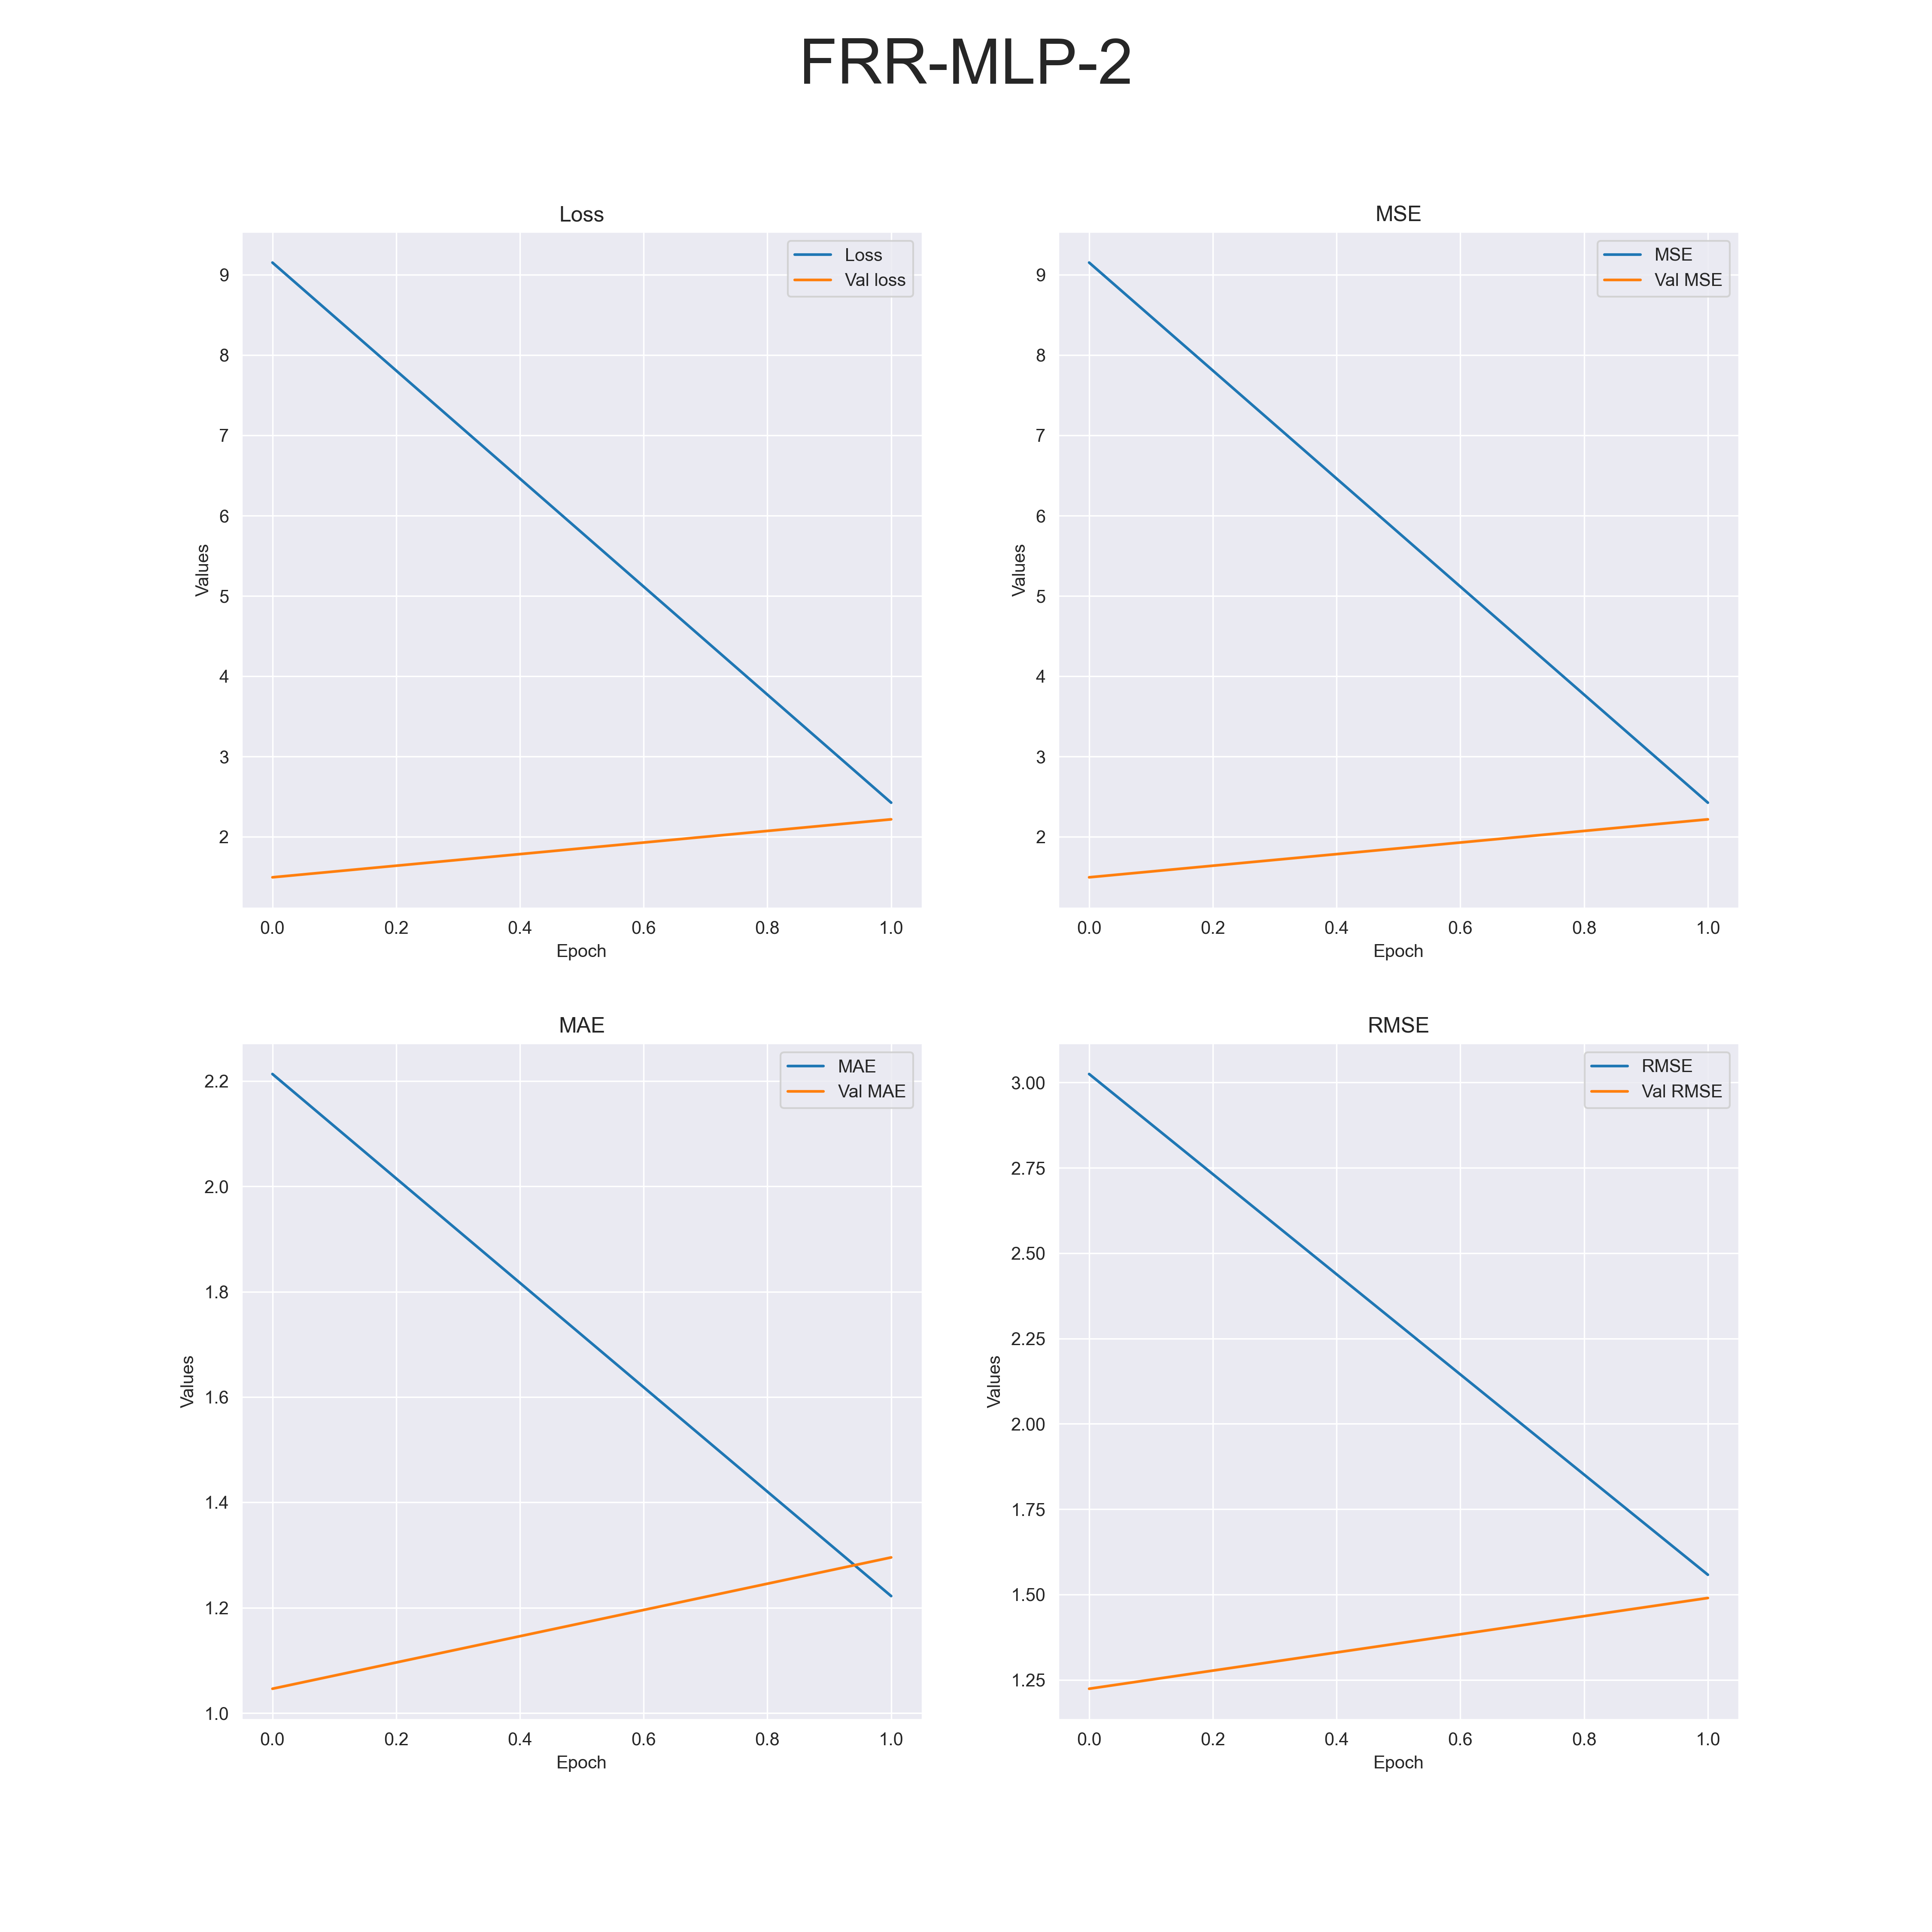 FRR-MLP-2
Loss
Loss
Val loss
9
8
7
6
5
4
3
2
Values
0.0 0.2 0.4 0.6 0.8 1.0
Epoch
MSE
MSE
Val MSE
9
8
7
6
5
4
3
2
Values
0.0 0.2 0.4 0.6 0.8 1.0
Epoch
MAE
MAE
Val MAE
2.2
2.0
1.8
1.6
1.4
1.2
1.0
Values
0.0 0.2 0.4 0.6 0.8 1.0
Epoch
RMSE
RMSE
Val RMSE
3.00
2.75
2.50
2.25
2.00
1.75
1.50
1.25
Values
0.0 0.2 0.4 0.6 0.8 1.0
Epoch